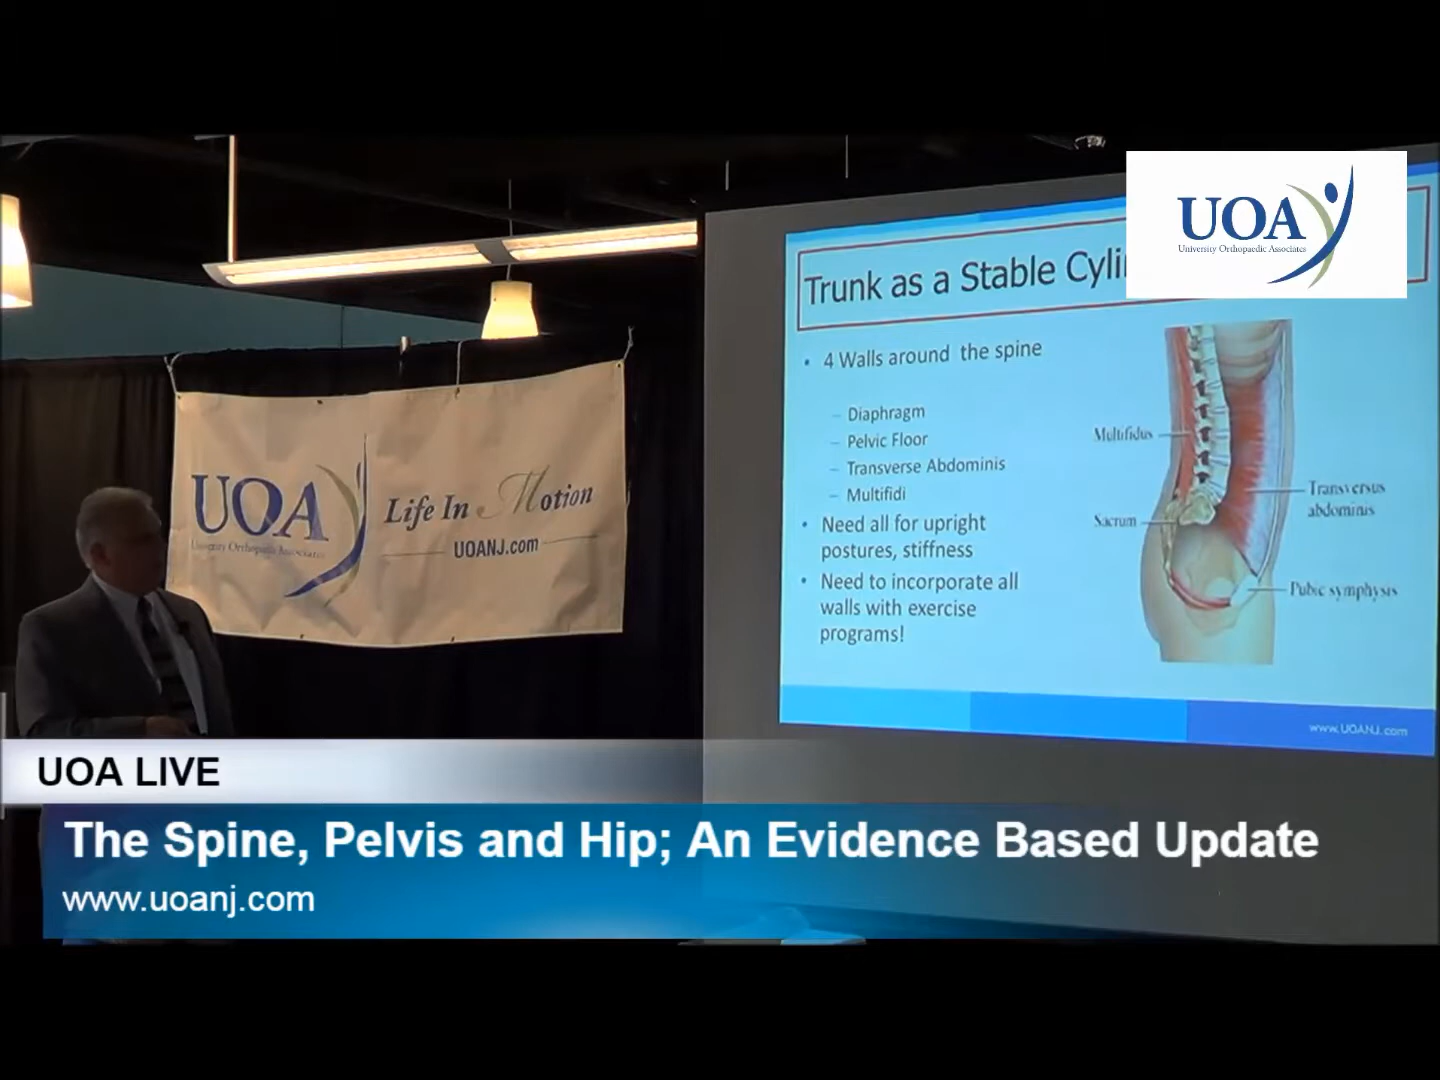 UOA
University Orthopaedic Associates
Trunk as a Stable
4 Walls around the spine
– Diaphragm
– Pelvic Floor
– Transverse Abdominis
– Multifidi
• Need all for upright
postures, stiffness
• Need to incorporate all
walls with exercise
programs!
Multifidus
Sacrum
Transversus
abdominis
Pubic symphysis
www.UOANJ.com
UOA
University Orthopaedic Associates
Life In Motion
UOANJ.com
UOA LIVE
The Spine, Pelvis and Hip; An Evidence Based Update
www.uoanj.com